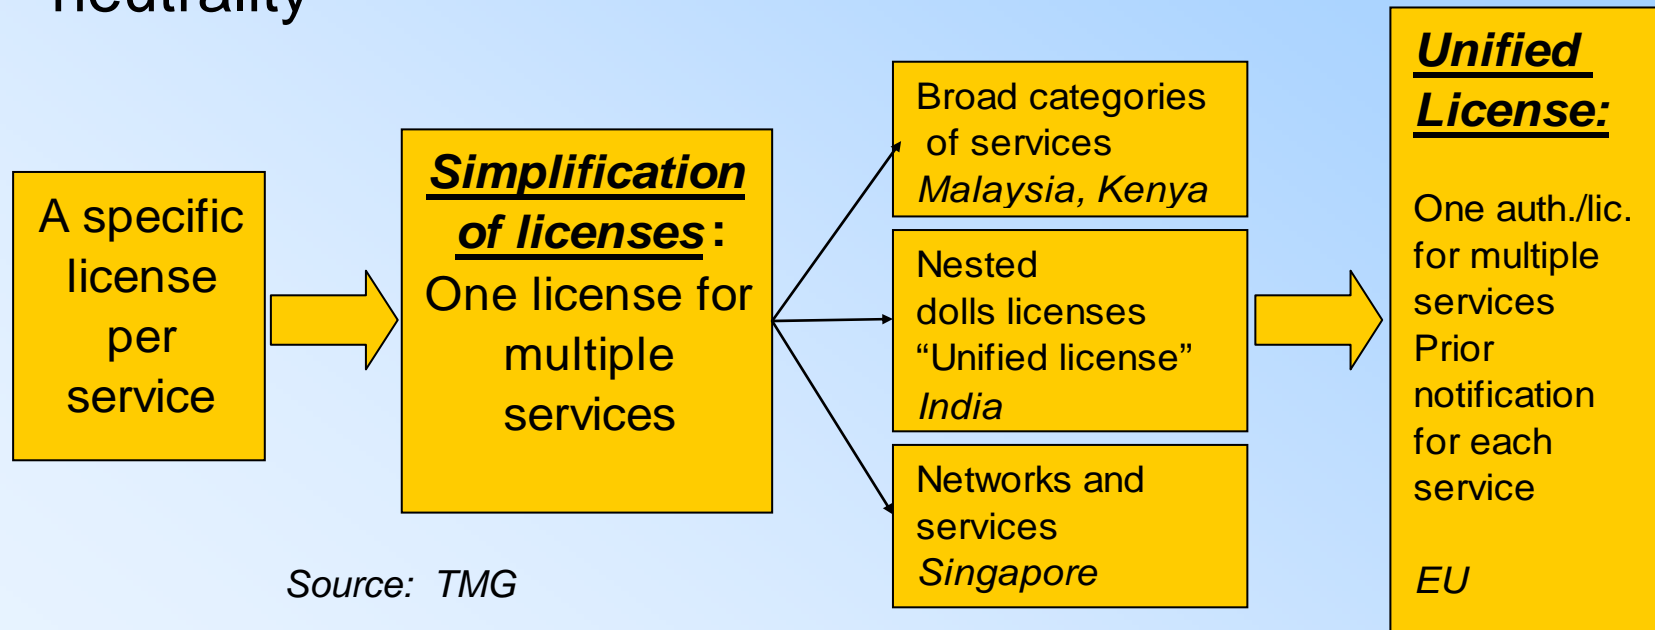 neutrality
A specific
license
per
service
Simplification
of licenses:
One license for
multiple
services
Broad categories
of services
Malaysia, Kenya
Nested
dolls licenses
“Unified license”
India
Networks and
services
Singapore
Unified
License:
One auth./lic.
for multiple
services
Prior
notification
for each
service
EU
Source: TMG